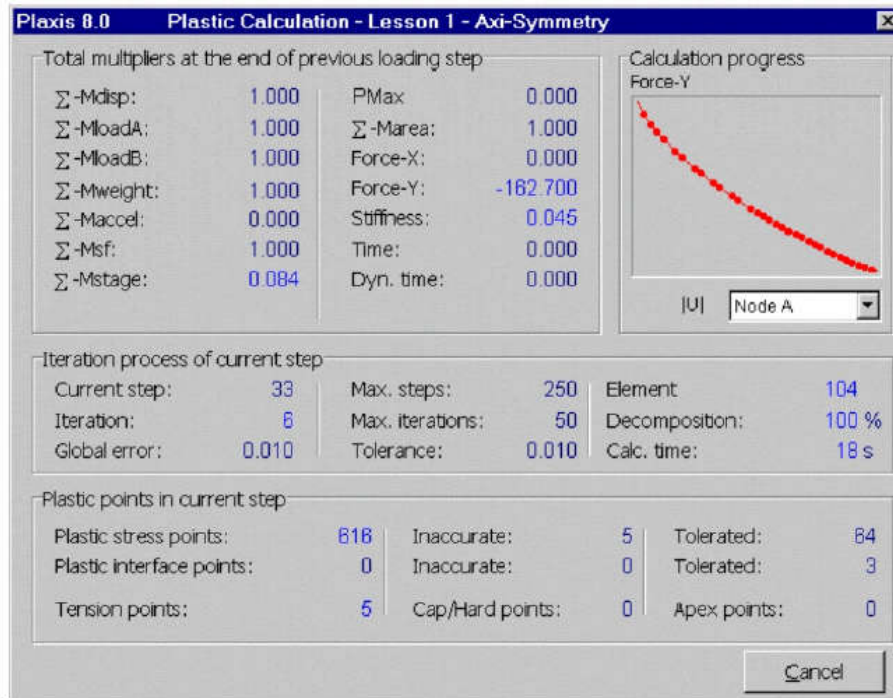 Plaxis 8.0 Plastic Calculation - Lesson 1 - Axi-Symmetry
Total multipliers at the end of previous loading step
Σ-Mdisp: 1.000 PMax 0.000
Σ-MloadA: 1.000 Σ-Marea: 1.000
Σ-MloadB: 1.000 Force-X: 0.000
Σ-Mweight: 1.000 Force-Y: -162.700
Σ-Maccel: 0.000 Stiffness: 0.045
Σ-Msf: 1.000 Time: 0.000
Σ-Mstage: 0.084 Dyn. time: 0.000
Calculation progress
Force-Y
|U| Node A
Iteration process of current step
Current step: 33 Max. steps: 250 Element 104
Iteration: 6 Max. iterations: 50 Decomposition: 100 %
Global error: 0.010 Tolerance: 0.010 Calc. time: 18 s
Plastic points in current step
Plastic stress points: 616 Inaccurate: 5 Tolerated: 64
Plastic interface points: 0 Inaccurate: 0 Tolerated: 3
Tension points: 5 Cap/Hard points: 0 Apex points: 0
Cancel